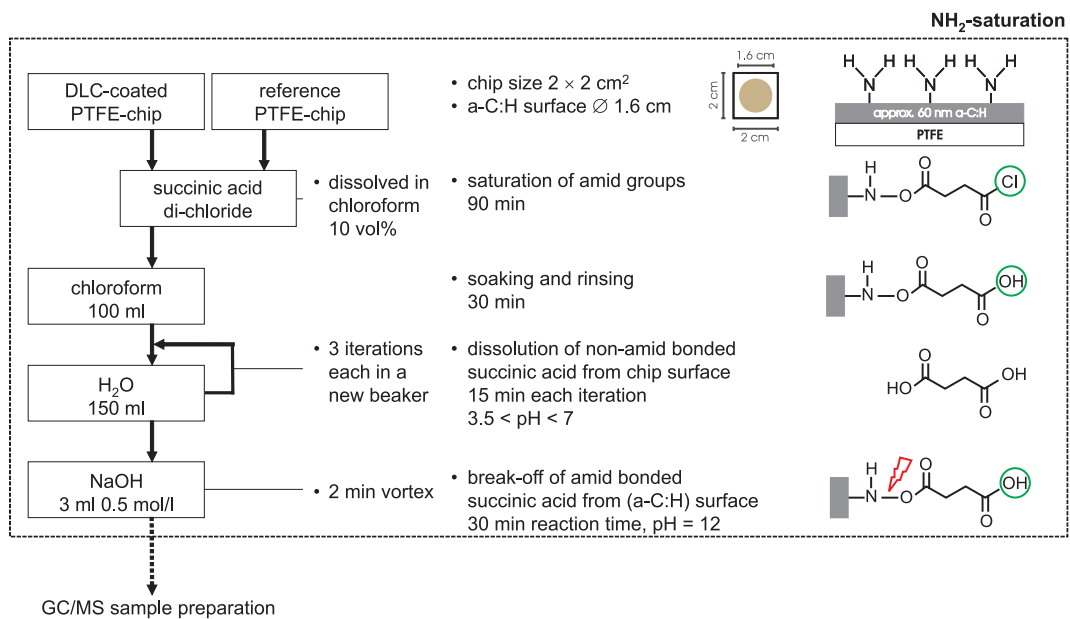 NH₂-saturation
DLC-coated
PTFE-chip
reference
PTFE-chip
• chip size 2 × 2 cm²
• a-C:H surface ∅ 1.6 cm
1.6 cm
2 cm
2 cm
H H H H H H
N N N
approx. 60 nm a-C:H
PTFE
succinic acid
di-chloride
• dissolved in
chloroform
10 vol%
• saturation of amid groups
90 min
H
N
O
O
O
Cl
chloroform
100 ml
• soaking and rinsing
30 min
H
N
O
O
O
OH
H₂O
150 ml
• 3 iterations
each in a
new beaker
• dissolution of non-amid bonded
succinic acid from chip surface
15 min each iteration
3.5 < pH < 7
O
HO
OH
O
NaOH
3 ml 0.5 mol/l
• 2 min vortex
• break-off of amid bonded
succinic acid from (a-C:H) surface
30 min reaction time, pH = 12
H
N
O
O
O
OH
GC/MS sample preparation